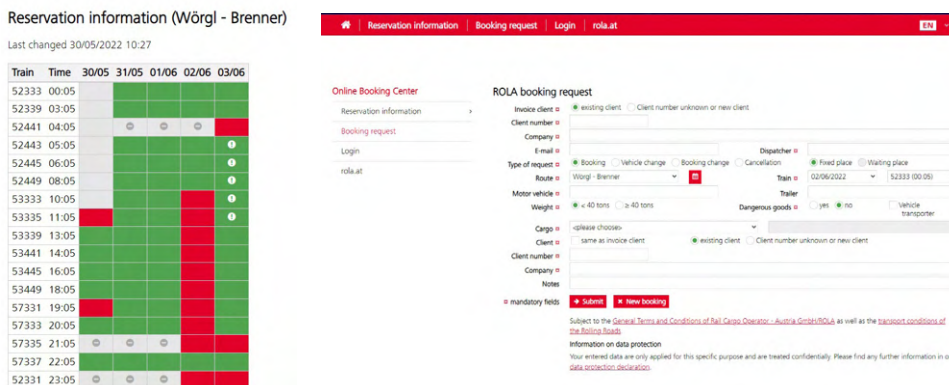 Reservation information (Wörgl - Brenner)
Last changed 30/05/2022 10:27
Train Time 30/05 31/05 01/06 02/06 03/06
52333 00:05
52339 03:05
52441 04:05
52443 05:05
52445 06:05
52449 08:05
53333 10:05
53335 11:05
53339 13:05
53441 14:05
53445 16:05
53449 18:05
57331 19:05
57333 20:05
57335 21:05
57337 22:05
52331 23:05
Reservation information Booking request Login rola.at EN
Online Booking Center
Reservation information
Booking request
Login
rola.at
ROLA booking request
Invoice client existing client Client number unknown or new client
Client number
Company
E-mail Dispatcher
Type of request Booking Vehicle change Booking change Cancellation Fixed place Waiting place
Route Wörgl - Brenner Train 02/06/2022 52333 (00:05)
Motor vehicle Trailer
Weight < 40 tons ≥ 40 tons Dangerous goods yes no Vehicle transporter
Cargo <please choose>
Client same as invoice client existing client Client number unknown or new client
Client number
Company
Notes
mandatory fields Submit New booking
Subject to the General Terms and Conditions of Rail Cargo Operator - Austria GmbH/ROLA as well as the transport conditions of
the Rolling Roads.
Information on data protection
Your entered data are only applied for this specific purpose and are treated confidentially. Please find any further information in o
data protection declaration.